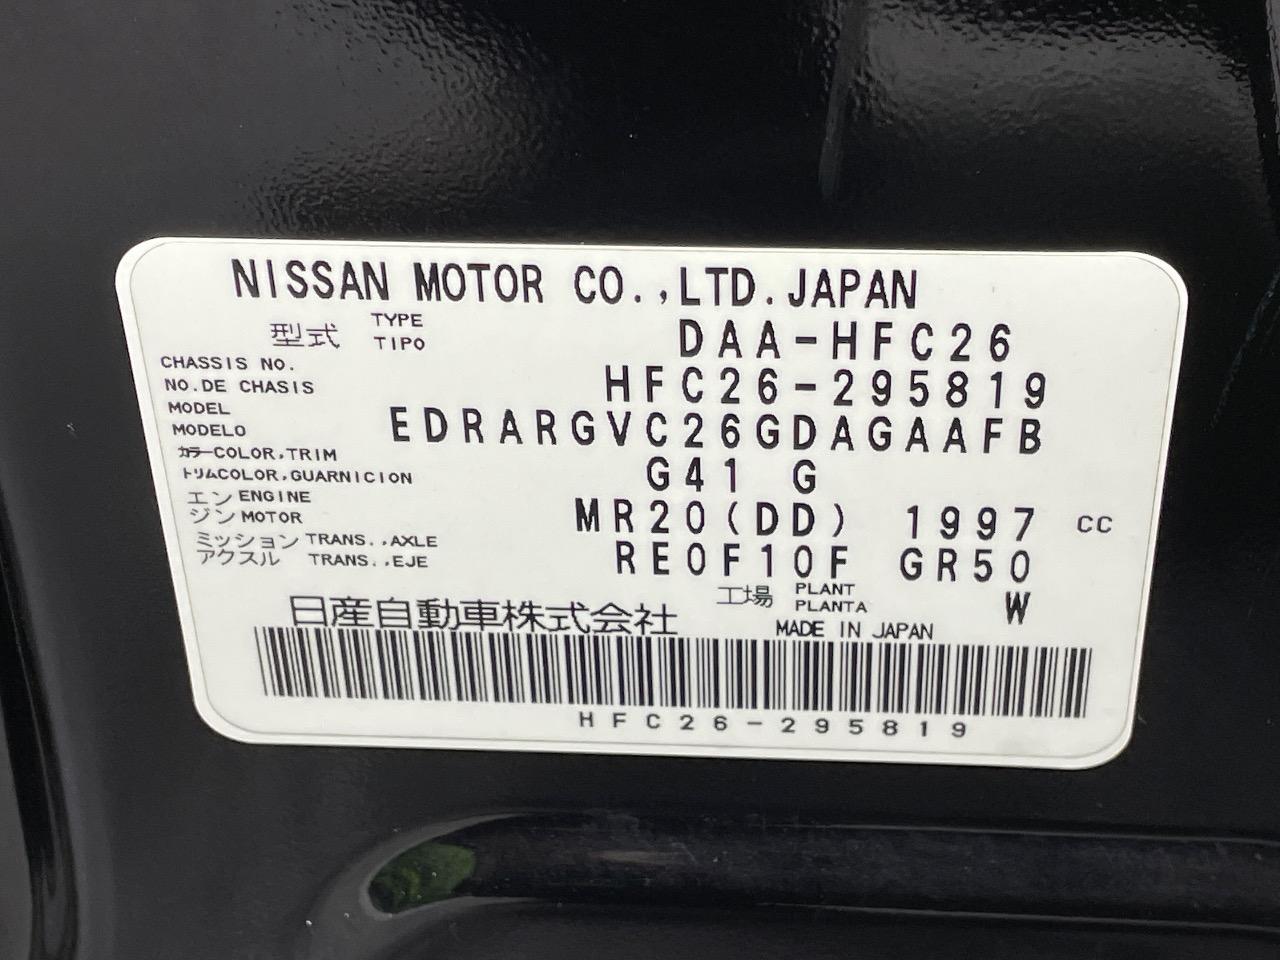 NISSAN MOTOR CO.,LTD.JAPAN
型式 TYPE TIPO DAA-HFC26
CHASSIS NO. NO.DE CHASIS HFC26-295819
MODEL MODELO EDRARGVC26GDAGAAFB
カラーCOLOR,TRIM トリムCOLOR,GUARNICION G41 G
エンジン ENGINE MOTOR MR20(DD) 1997 CC
ミッション TRANS.,AXLE アクスル TRANS.,EJE RE0F10F GR50
工場 PLANT PLANTA W
日産自動車株式会社 MADE IN JAPAN
HFC26-295819